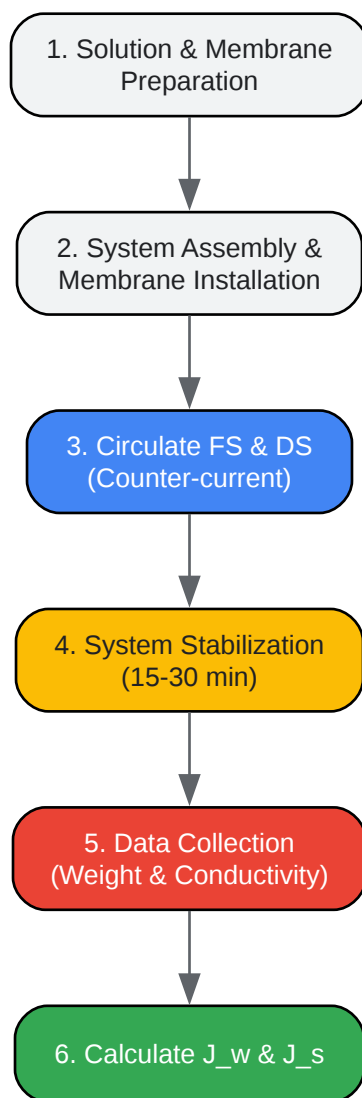 1. Solution & Membrane
Preparation
2. System Assembly &
Membrane Installation
3. Circulate FS & DS
(Counter-current)
4. System Stabilization
(15-30 min)
5. Data Collection
(Weight & Conductivity)
6. Calculate J_w & J_s